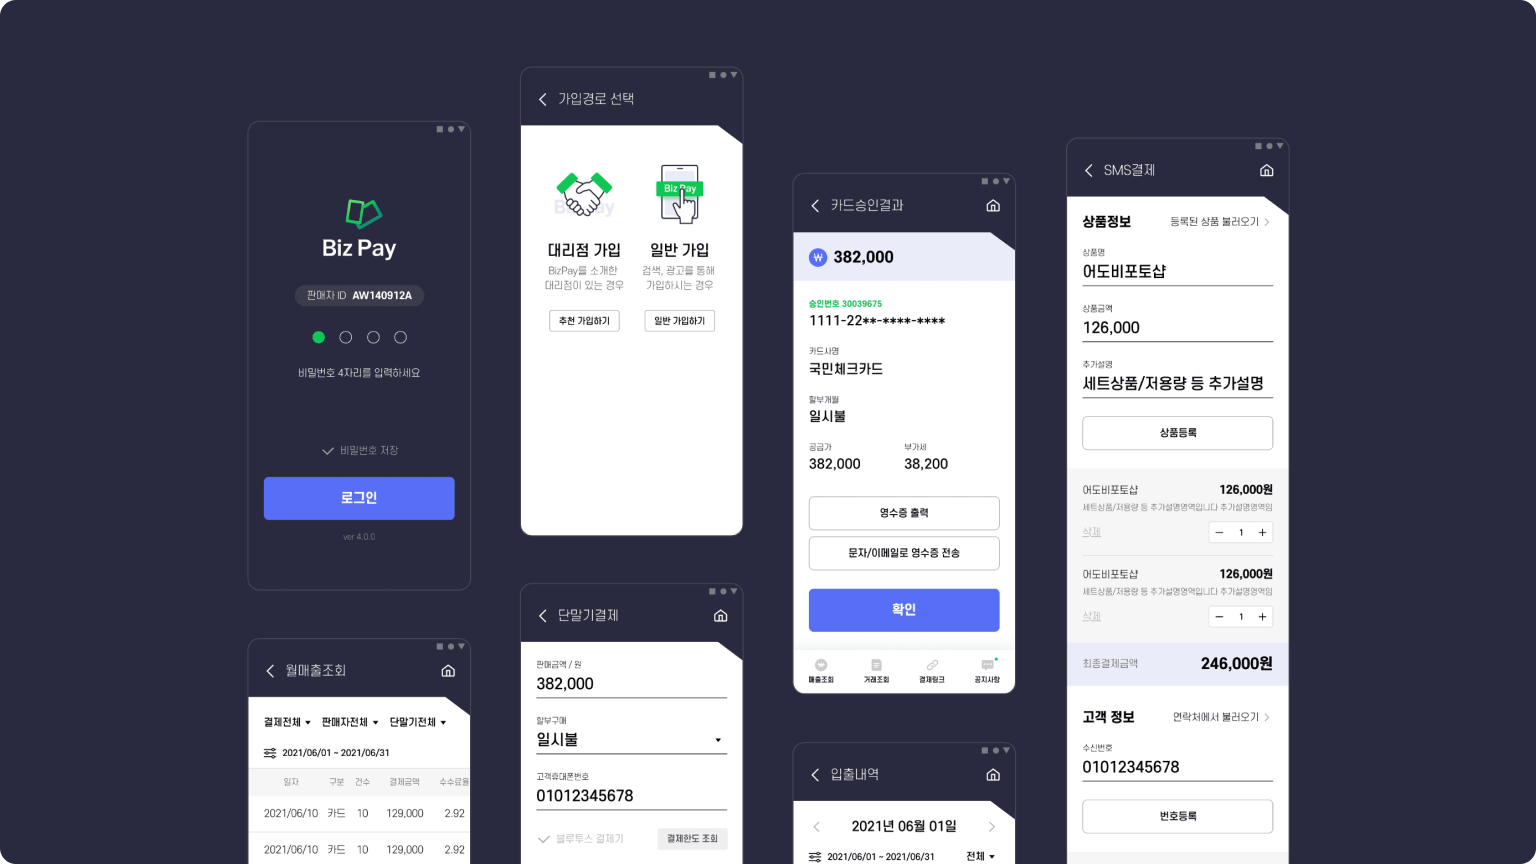 Biz Pay
판매자 ID AW140912A
비밀번호 4자리를 입력하세요
비밀번호 저장
로그인
ver 4.0.0
월매출조회
결제전체 판매자전체 단말기전체
2021/06/01 ~ 2021/06/31
일자 구분 건수 결제금액 수수료율
2021/06/10 카드 10 129,000 2.92
2021/06/10 카드 10 129,000 2.92
가입경로 선택
Biz Pay
대리점 가입
BizPay를 소개한
대리점이 있는 경우
추천 가입하기
Biz Pay
일반 가입
검색, 광고를 통해
가입하시는 경우
일반 가입하기
단말기결제
판매금액 / 원
382,000
할부구매
일시불
고객휴대폰번호
01012345678
블루투스 결제기
결제한도 조회
카드승인결과
₩ 382,000
승인번호 30039675
1111-22**-****-****
카드사명
국민체크카드
할부개월
일시불
공급가 부가세
382,000 38,200
영수증 출력
문자/이메일로 영수증 전송
확인
매출조회 거래조회 결제링크 공지사항
입출내역
2021년 06월 01일
2021/06/01 ~ 2021/06/31 전체
SMS결제
상품정보 등록된 상품 불러오기
상품명
어도비포토샵
상품금액
126,000
추가설명
세트상품/저용량 등 추가설명
상품등록
어도비포토샵 126,000원
세트상품/저용량 등 추가설명영역입니다 추가설명영역임
삭제 − 1 +
어도비포토샵 126,000원
세트상품/저용량 등 추가설명영역입니다 추가설명영역임
삭제 − 1 +
최종결제금액 246,000원
고객 정보 연락처에서 불러오기
수신번호
01012345678
번호등록